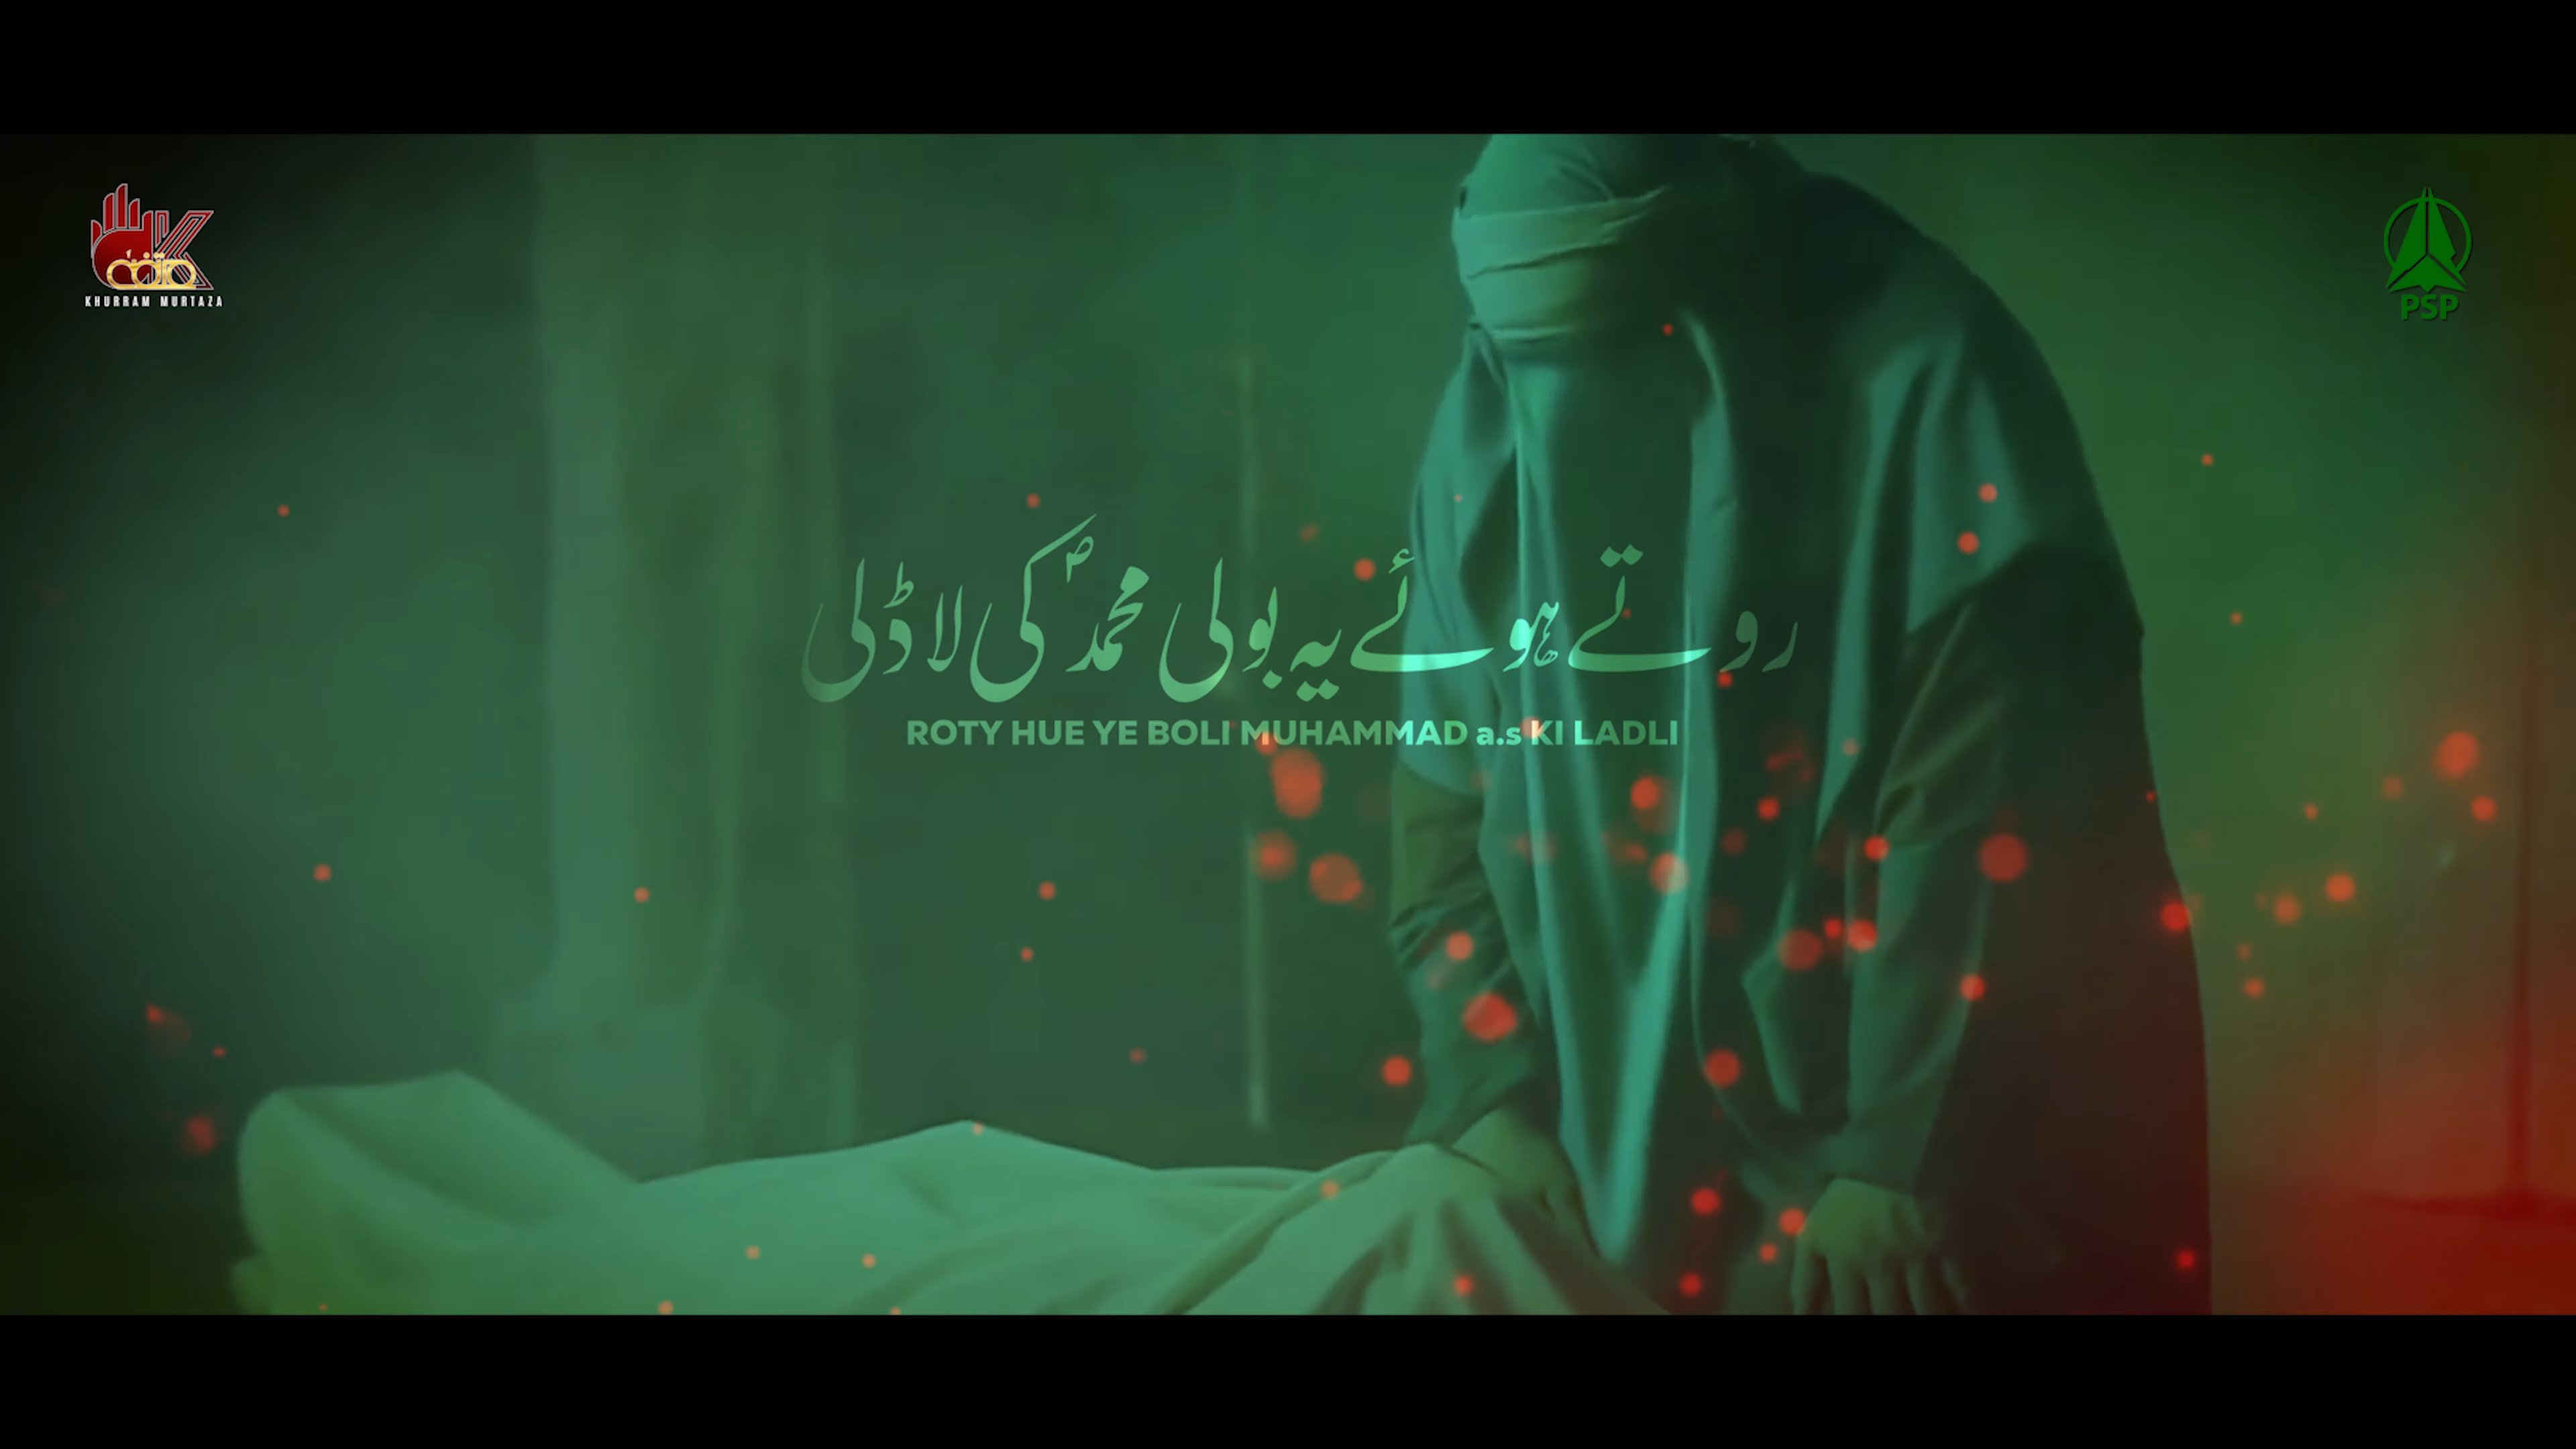 KHURRAM MURTAZA
PSP
روتے ہوئے یہ بولی محمدؐ کی لاڈلی
ROTY HUE YE BOLI MUHAMMAD a.s KI LADLI